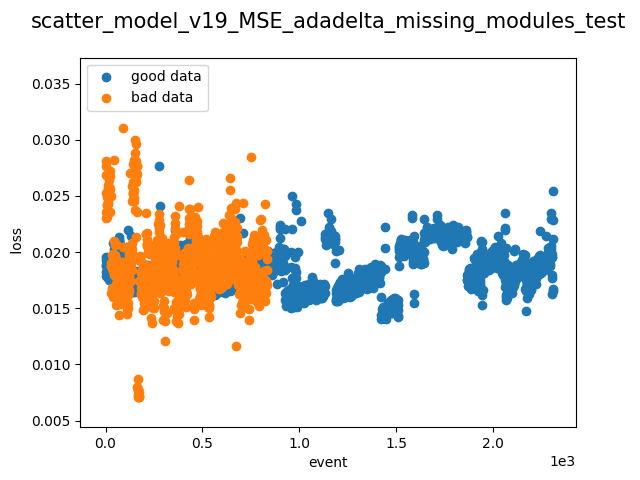 scatter_model_v19_MSE_adadelta_missing_modules_test
good data
bad data
0.035
0.030
0.025
0.020
0.015
0.010
0.005
loss
0.0 0.5 1.0 1.5 2.0
event
1e3